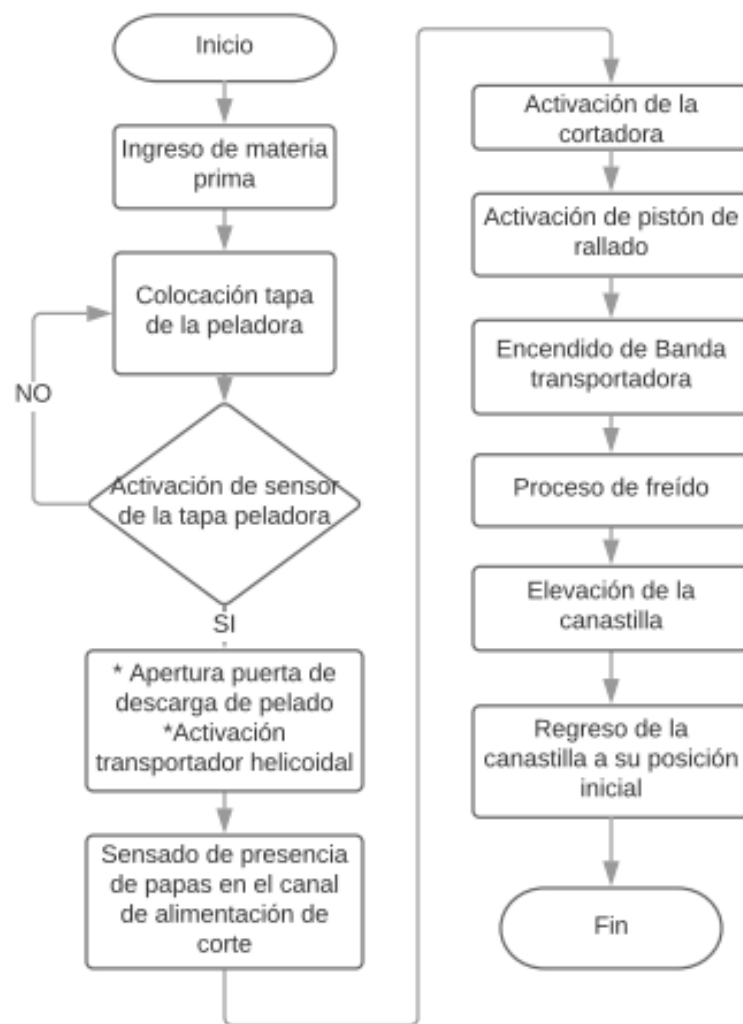 Inicio
Ingreso de materia
prima
Colocación tapa
de la peladora
NO
Activación de sensor
de la tapa peladora
SI
* Apertura puerta de
descarga de pelado
*Activación
transportador helicoidal
Sensado de presencia
de papas en el canal
de alimentación de
corte
Activación de la
cortadora
Activación de pistón de
rallado
Encendido de Banda
transportadora
Proceso de freído
Elevación de la
canastilla
Regreso de la
canastilla a su posición
inicial
Fin